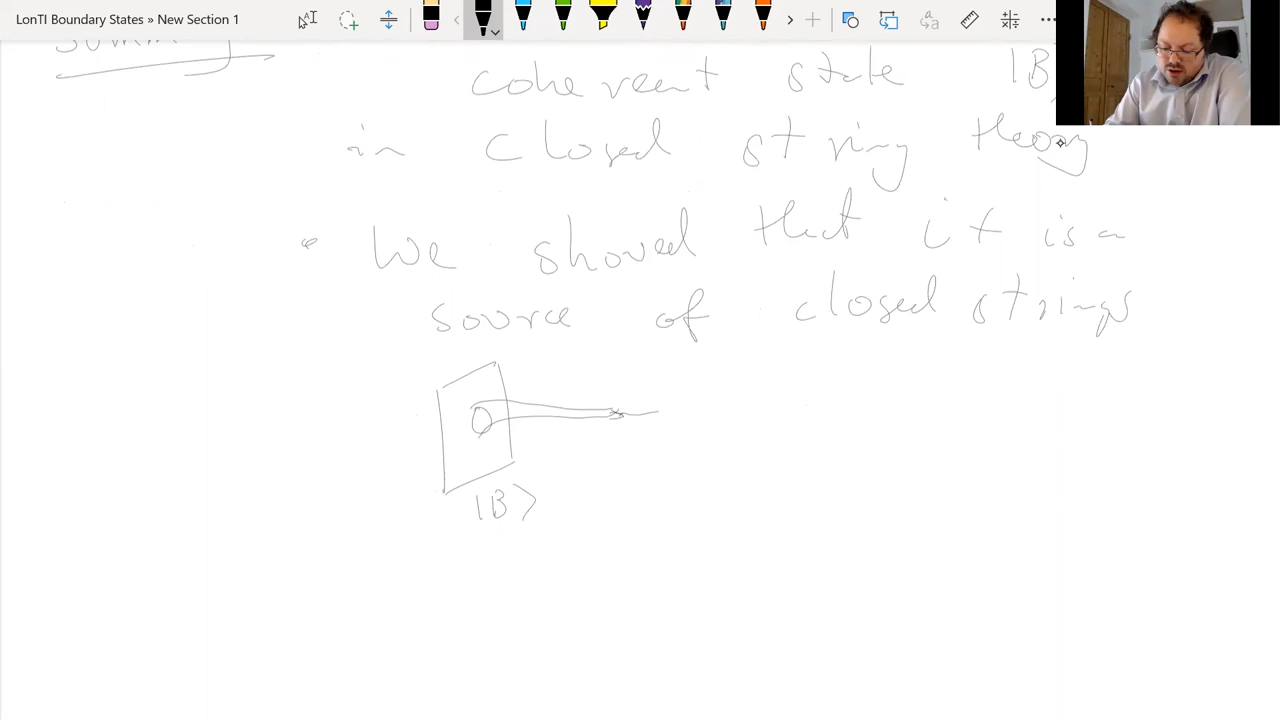 LonTI Boundary States » New Section 1
Summary
coherent state |B
in closed string theory
• We showed that it is a
source of closed strings
|B>